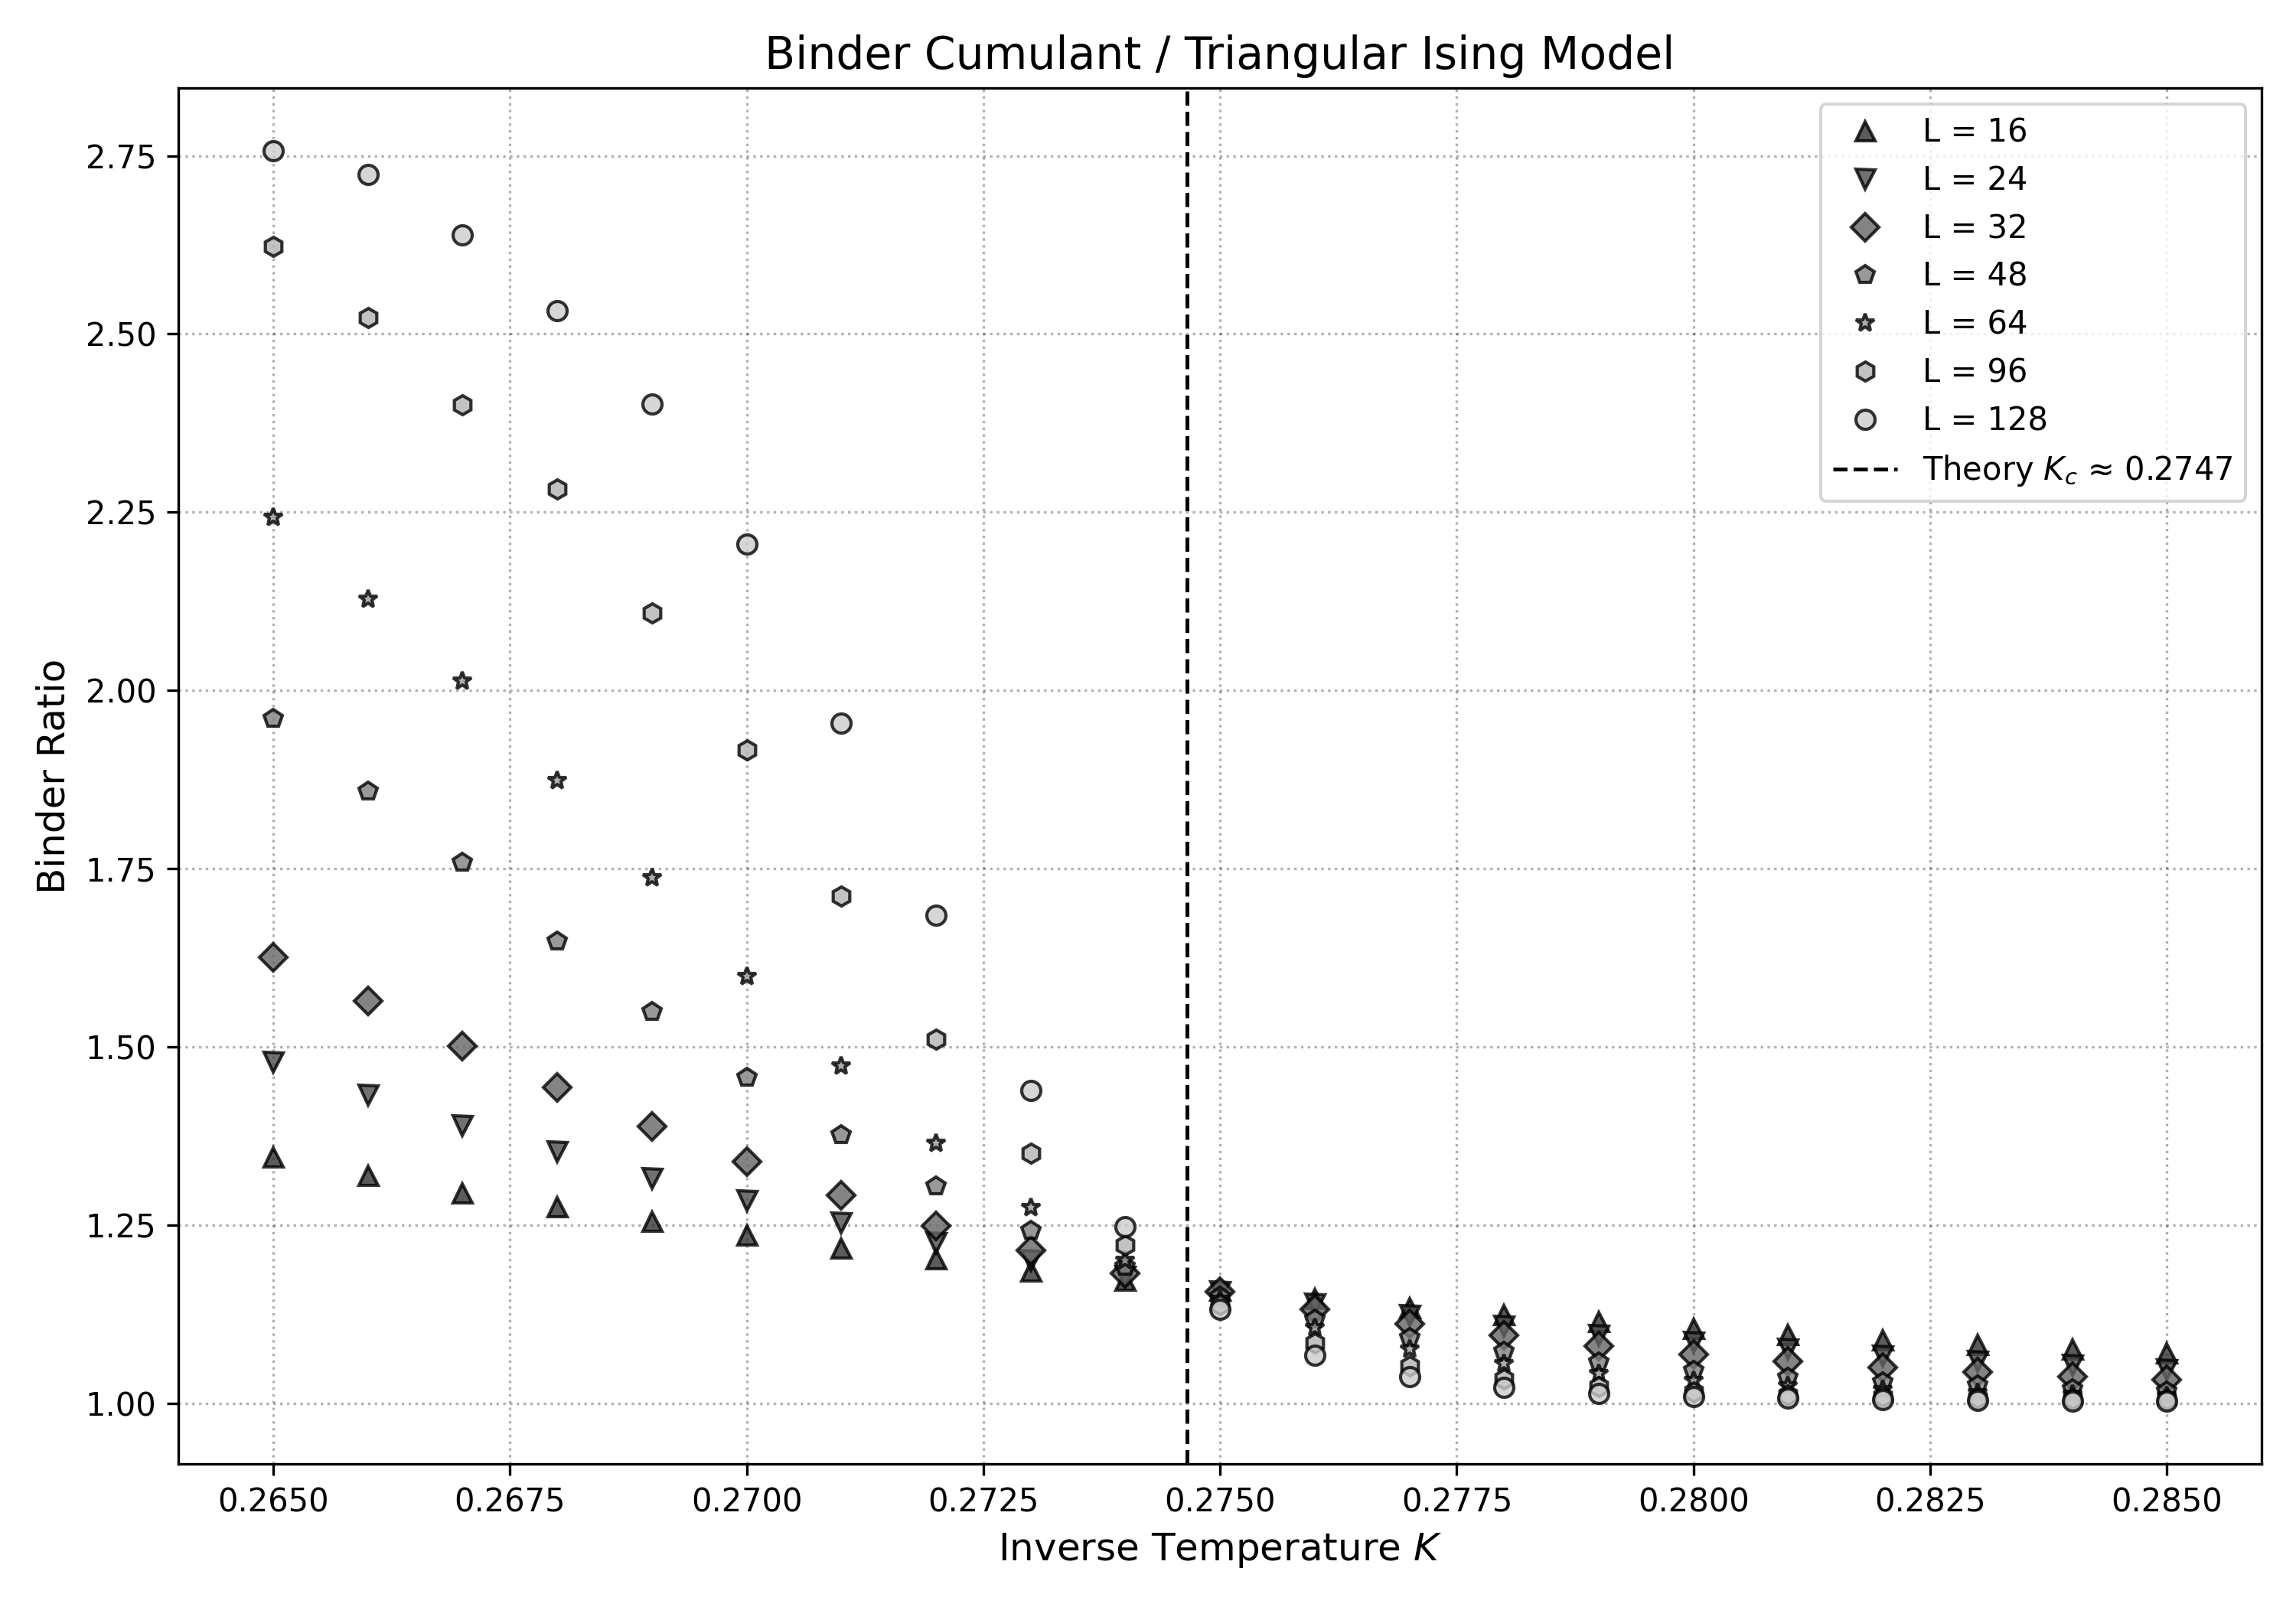 Binder Cumulant / Triangular Ising Model
2.75
2.50
2.25
2.00
1.75
1.50
1.25
1.00
Binder Ratio
L = 16
L = 24
L = 32
L = 48
L = 64
L = 96
L = 128
Theory K_c ≈ 0.2747
0.2650 0.2675 0.2700 0.2725 0.2750 0.2775 0.2800 0.2825 0.2850
Inverse Temperature K